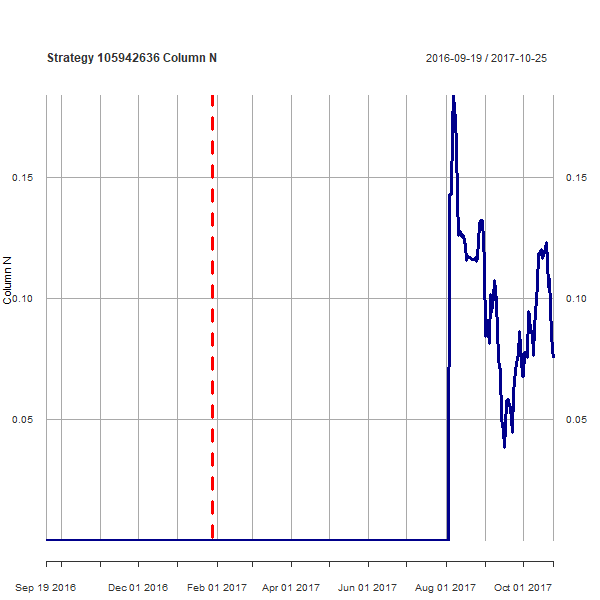 Strategy 105942636 Column N
2016-09-19 / 2017-10-25
0.15
0.10
0.05
Column N
0.15
0.10
0.05
Sep 19 2016
Dec 01 2016
Feb 01 2017
Apr 01 2017
Jun 01 2017
Aug 01 2017
Oct 01 2017